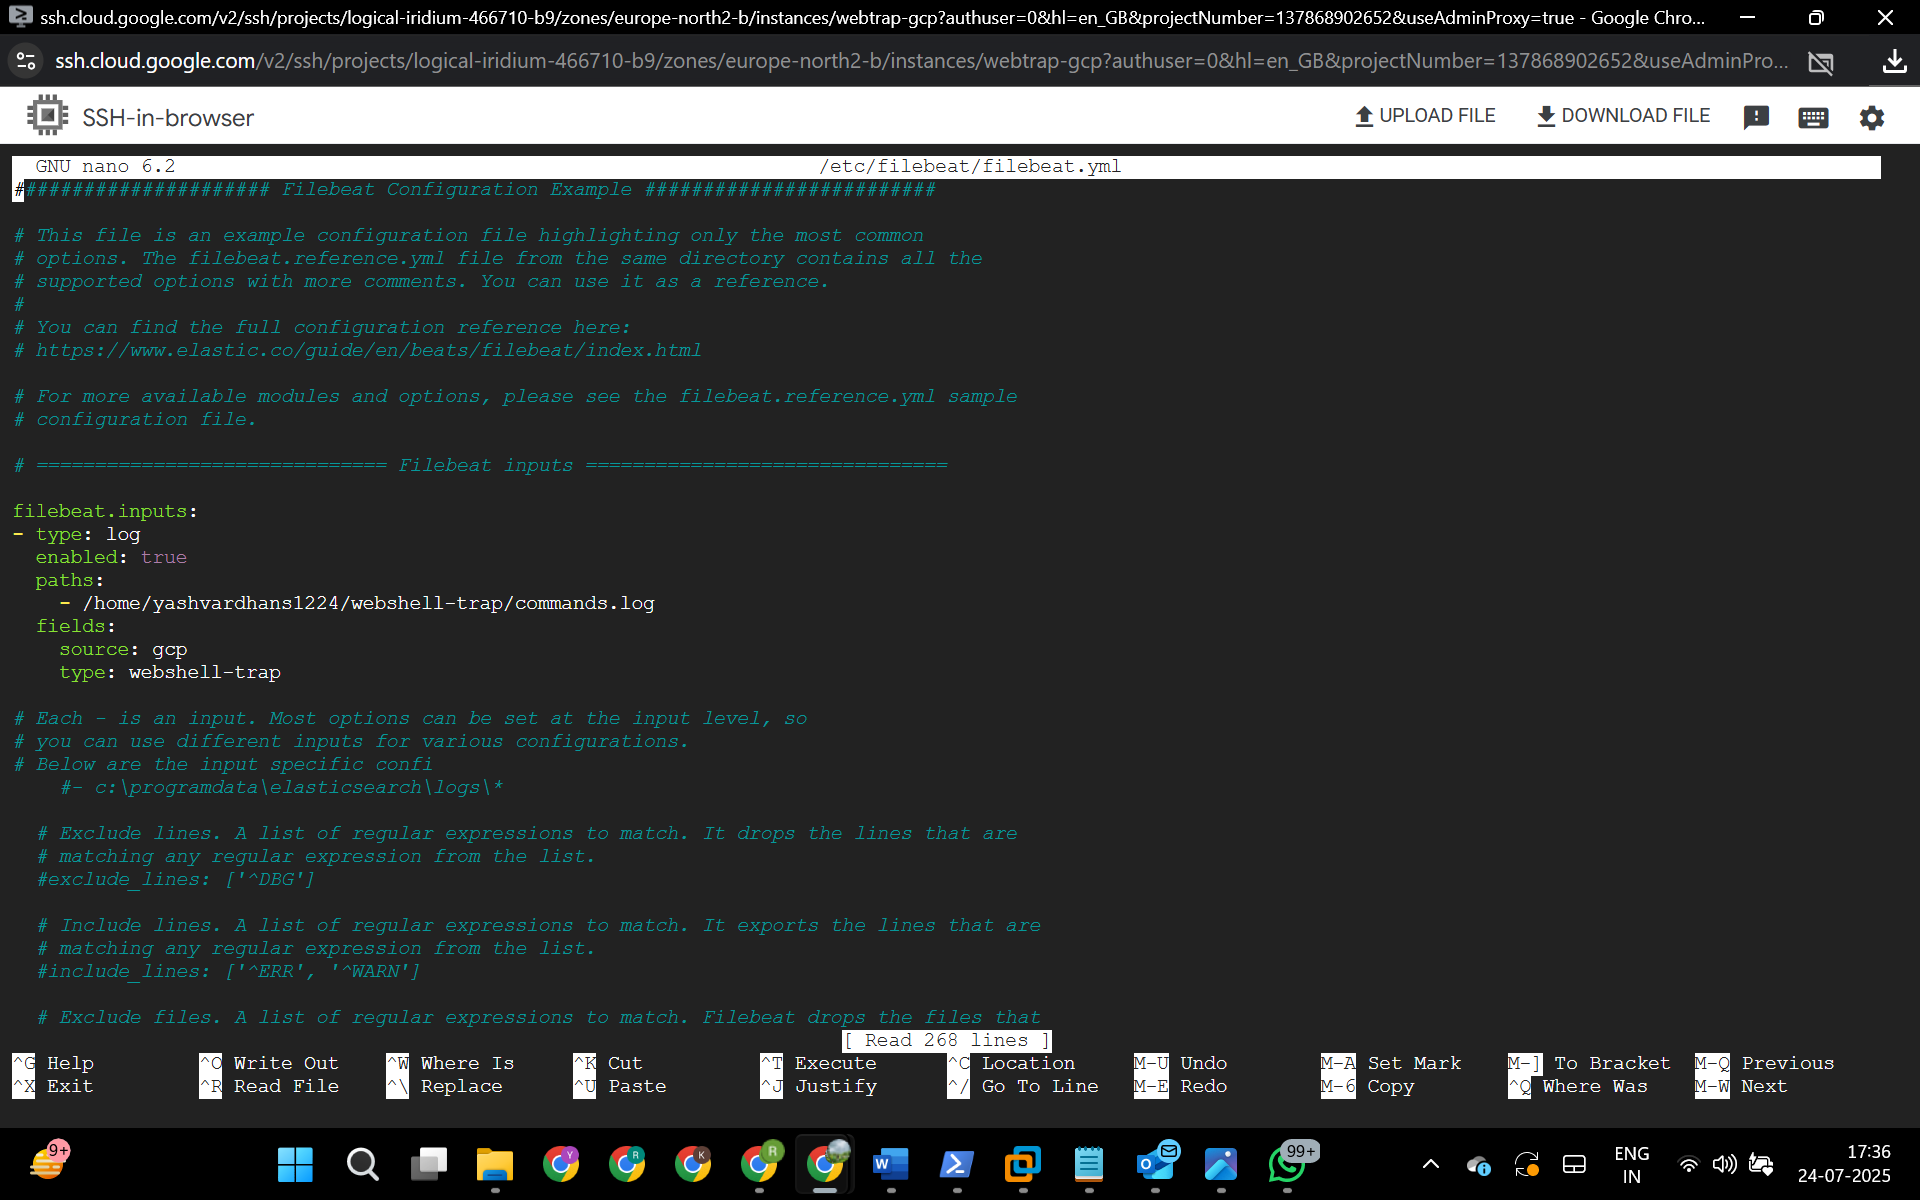 ssh.cloud.google.com/v2/ssh/projects/logical-iridium-466710-b9/zones/europe-north2-b/instances/webtrap-gcp?authuser=0&hl=en_GB&projectNumber=137868902652&useAdminProxy=true - Google Chro...
ssh.cloud.google.com/v2/ssh/projects/logical-iridium-466710-b9/zones/europe-north2-b/instances/webtrap-gcp?authuser=0&hl=en_GB&projectNumber=137868902652&useAdminPro...
SSH-in-browser UPLOAD FILE DOWNLOAD FILE
GNU nano 6.2 /etc/filebeat/filebeat.yml
###################### Filebeat Configuration Example #########################
# This file is an example configuration file highlighting only the most common
# options. The filebeat.reference.yml file from the same directory contains all the
# supported options with more comments. You can use it as a reference.
#
# You can find the full configuration reference here:
# https://www.elastic.co/guide/en/beats/filebeat/index.html
# For more available modules and options, please see the filebeat.reference.yml sample
# configuration file.
# ============================== Filebeat inputs ===============================
filebeat.inputs:
- type: log
enabled: true
paths:
- /home/yashvardhans1224/webshell-trap/commands.log
fields:
source: gcp
type: webshell-trap
# Each - is an input. Most options can be set at the input level, so
# you can use different inputs for various configurations.
# Below are the input specific confi
#- c:\programdata\elasticsearch\logs\*
# Exclude lines. A list of regular expressions to match. It drops the lines that are
# matching any regular expression from the list.
#exclude_lines: ['^DBG']
# Include lines. A list of regular expressions to match. It exports the lines that are
# matching any regular expression from the list.
#include_lines: ['^ERR', '^WARN']
# Exclude files. A list of regular expressions to match. Filebeat drops the files that
[ Read 268 lines ]
^G Help ^O Write Out ^W Where Is ^K Cut ^T Execute ^C Location M-U Undo M-A Set Mark M-] To Bracket M-Q Previous
^X Exit ^R Read File ^\ Replace ^U Paste ^J Justify ^/ Go To Line M-E Redo M-6 Copy ^Q Where Was M-W Next
9+ Y R K R W 99+ ENG 17:36
IN 24-07-2025